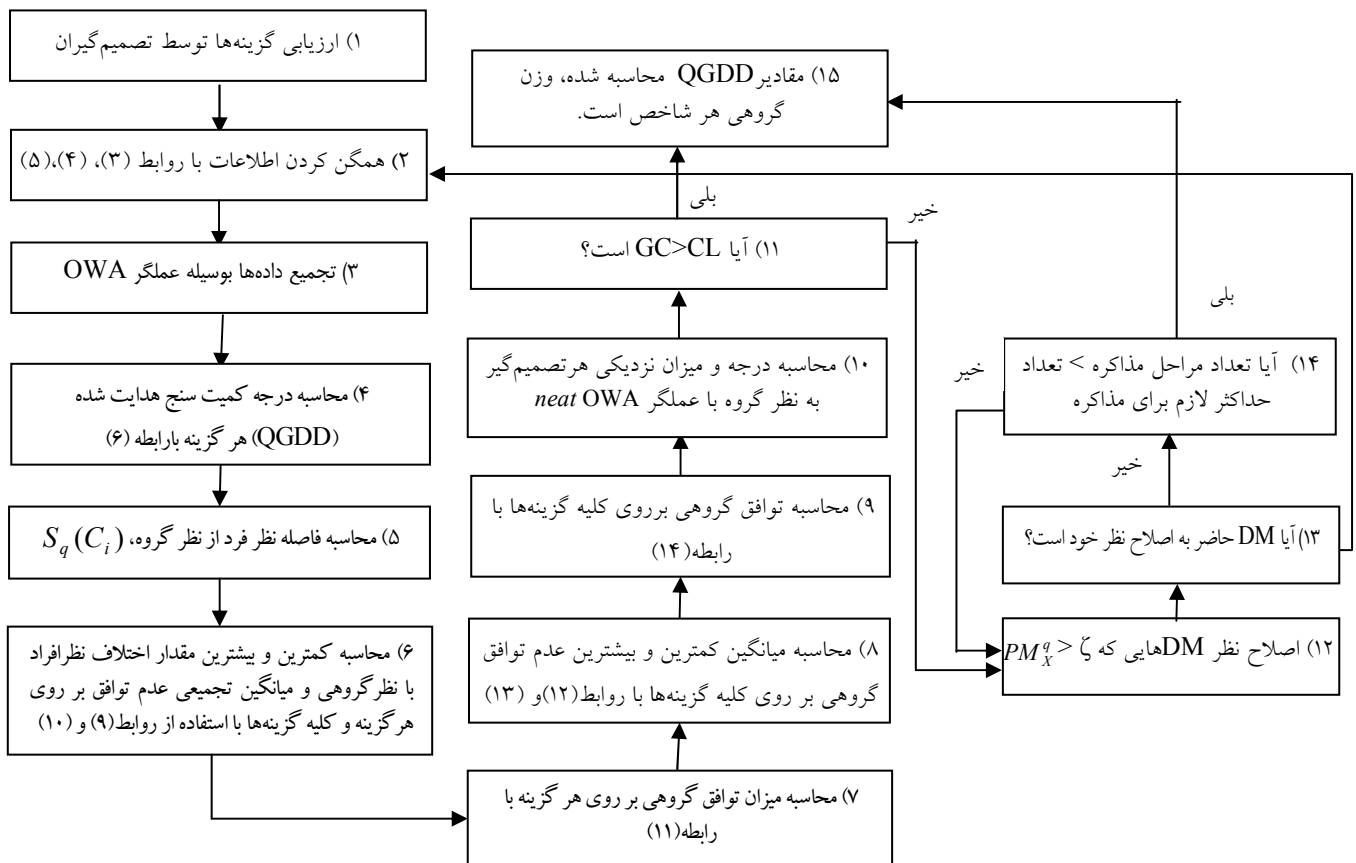 ۱) ارزیابی گزینه‌ها توسط تصمیم‌گیران
۲) همگن کردن اطلاعات با روابط (۳)، (۴)،(۵)
۳) تجمیع داده‌ها بوسیله عملگر OWA
۴) محاسبه درجه کمیت سنج هدایت شده
(QGDD) هر گزینه بارابطه (۶)
۵) محاسبه فاصله نظر فرد از نظر گروه، S_q(C_i)
۶) محاسبه کمترین و بیشترین مقدار اختلاف نظرافراد
با نظرگروهی و میانگین تجمیعی عدم توافق بر روی
هرگزینه و کلیه گزینه‌ها با استفاده از روابط(۹) و (۱۰)
۷) محاسبه میزان توافق گروهی بر روی هر گزینه با
رابطه(۱۱)
۸) محاسبه میانگین کمترین و بیشترین عدم توافق
گروهی بر روی کلیه گزینه‌ها با روابط(۱۲)و (۱۳)
۹) محاسبه توافق گروهی برروی کلیه گزینه‌ها با
رابطه(۱۴)
۱۰) محاسبه درجه و میزان نزدیکی هرتصمیم‌گیر
به نظر گروه با عملگر neat OWA
۱۱) آیا GC>CL است؟
بلی
خیر
۱۲) اصلاح نظر DMهایی که PM_X^q > ζ
۱۳)آیا DM حاضر به اصلاح نظر خود است؟
خیر
۱۴) آیا تعداد مراحل مذاکره > تعداد
حداکثر لازم برای مذاکره
خیر
بلی
۱۵) مقادیر QGDD محاسبه شده، وزن
گروهی هر شاخص است.